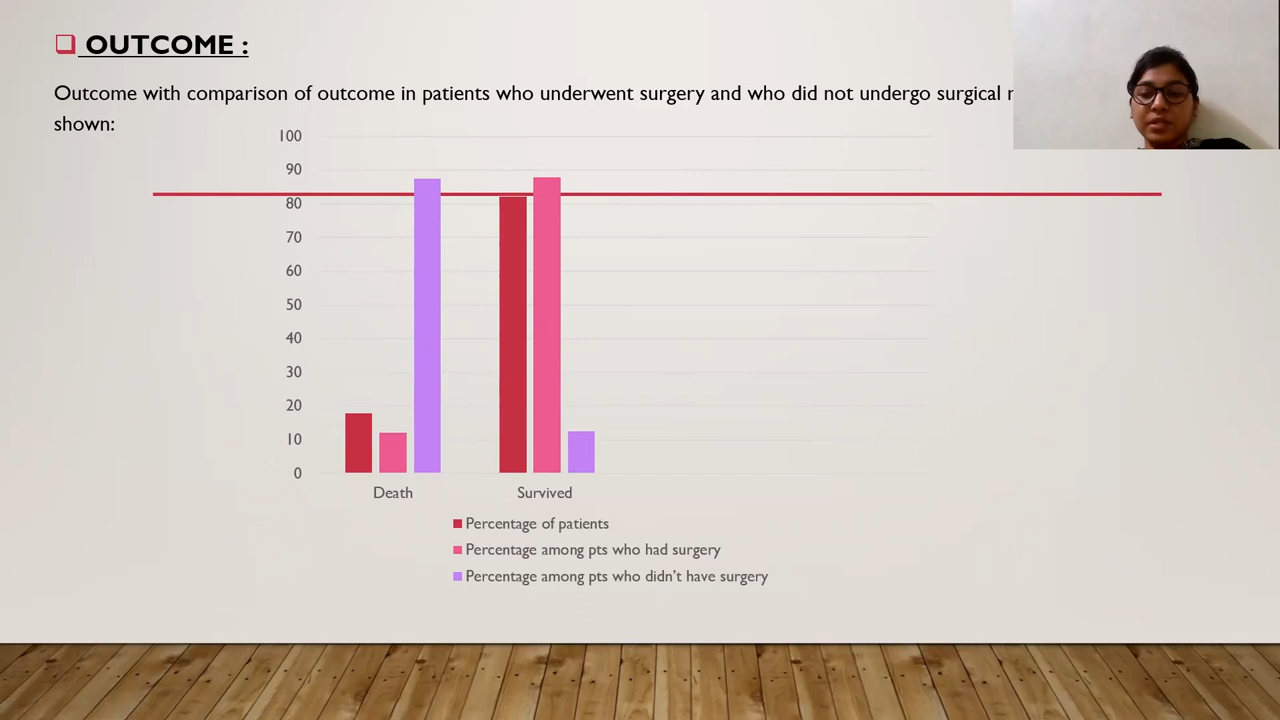 OUTCOME :
Outcome with comparison of outcome in patients who underwent surgery and who did not undergo surgical
shown:
100
90
80
70
60
50
40
30
20
10
0
Death Survived
Percentage of patients
Percentage among pts who had surgery
Percentage among pts who didn't have surgery